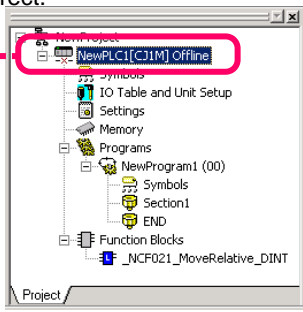 rect.
NewProject
NewPLC1[CJ1M] Offline
Symbols
IO Table and Unit Setup
Settings
Memory
Programs
NewProgram1 (00)
Symbols
Section1
END
Function Blocks
_NCF021_MoveRelative_DINT
Project